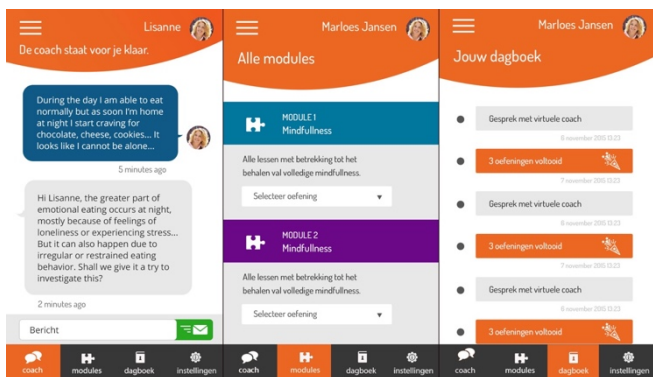 Lisanne
De coach staat voor je klaar.
During the day I am able to eat
normally but as soon I'm home
at night I start craving for
chocolate, cheese, cookies... It
looks like I cannot be alone...
5 minutes ago
Hi Lisanne, the greater part of
emotional eating occurs at night,
mostly because of feelings of
loneliness or experiencing stress...
But it can also happen due to
irregular or restrained eating
behavior. Shall we give it a try to
investigate this?
2 minutes ago
Bericht
coach modules dagboek instellingen
Marloes Jansen
Alle modules
MODULE 1
Mindfullness
Alle lessen met betrekking tot het
behalen val volledige mindfulness.
Selecteer oefening
MODULE 2
Mindfullness
Alle lessen met betrekking tot het
behalen val volledige mindfulness.
Selecteer oefening
coach modules dagboek instellingen
Marloes Jansen
Jouw dagboek
Gesprek met virtuele coach
6 november 2015 13:23
3 oefeningen voltooid
7 november 2015 13:23
Gesprek met virtuele coach
6 november 2015 13:23
3 oefeningen voltooid
7 november 2015 13:23
Gesprek met virtuele coach
6 november 2015 13:23
3 oefeningen voltooid
coach modules dagboek instellingen